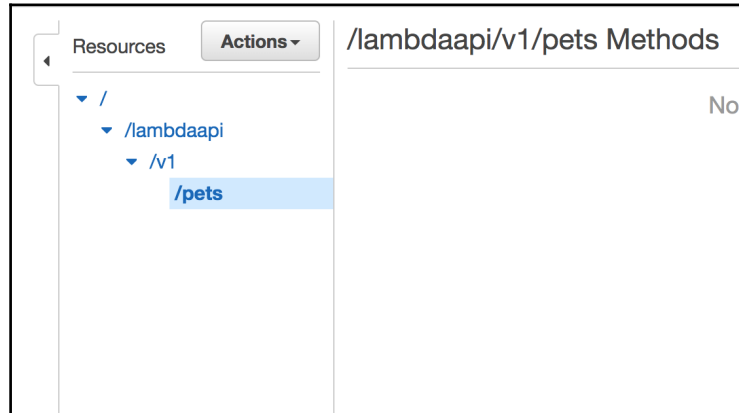 Resources
Actions
/lambdaapi/v1/pets Methods
No
/
/lambdaapi
/v1
/pets